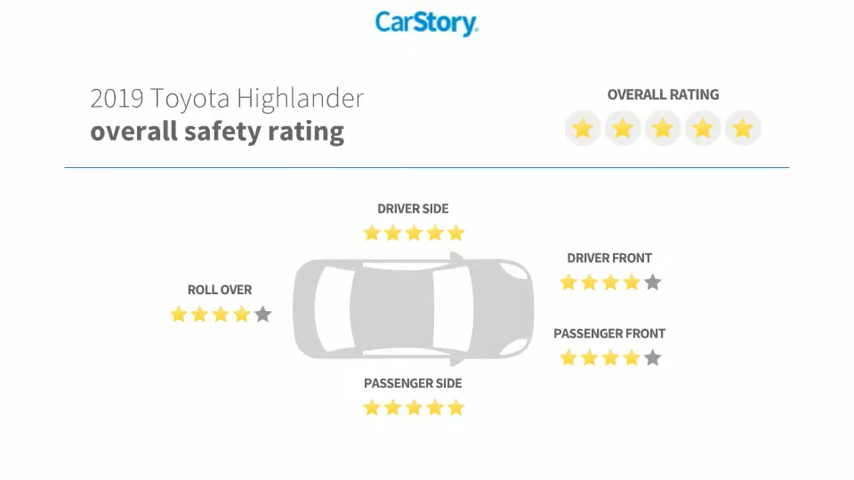 CarStory.
2019 Toyota Highlander
overall safety rating
OVERALL RATING
DRIVER SIDE
DRIVER FRONT
ROLL OVER
PASSENGER FRONT
PASSENGER SIDE